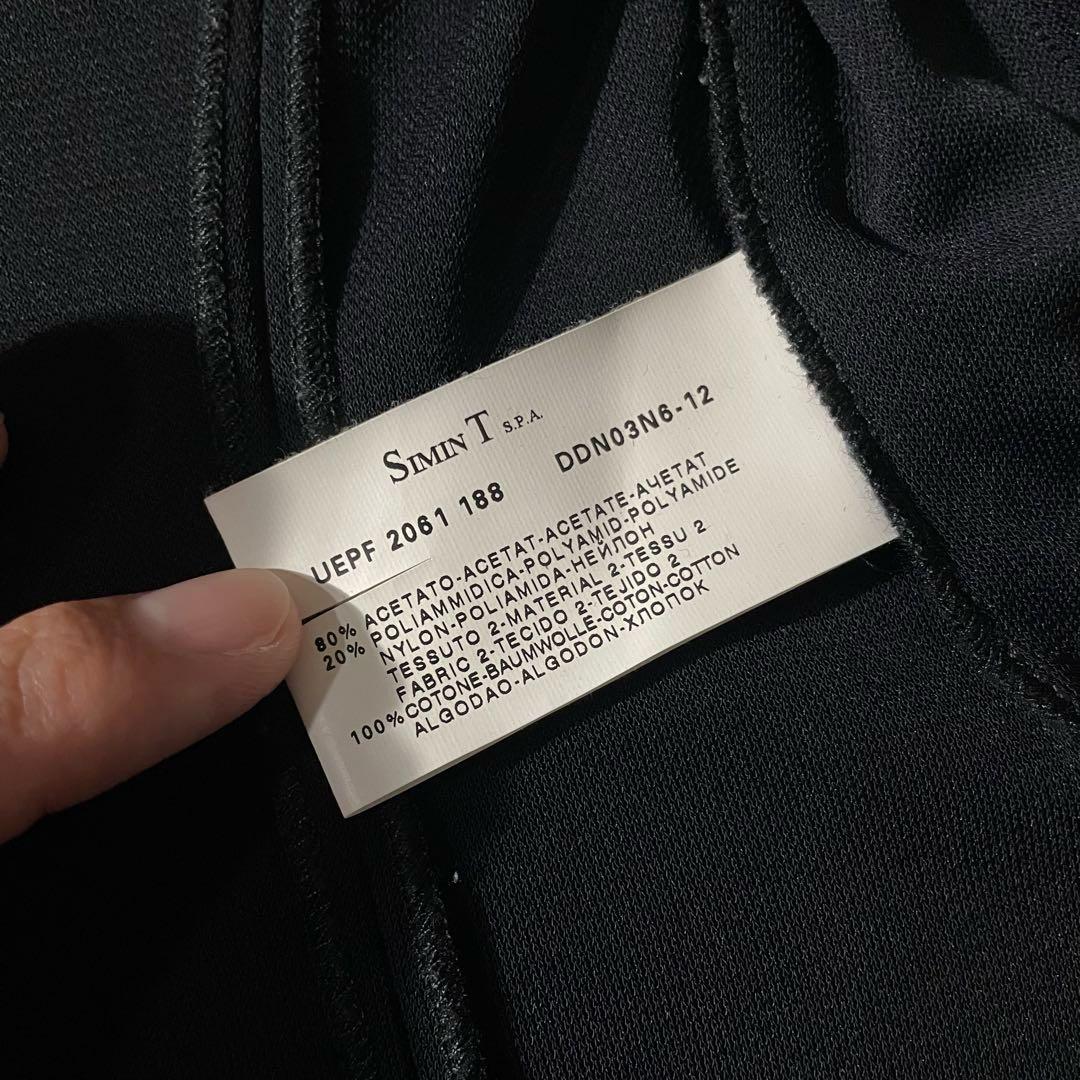 SIMINT S.P.A.
UEPF 2061 188 DDN03N6-12
80% ACETATO-ACETAT-ACETATE-АЧЕТАТ
20% POLIAMMIDICA-POLYAMID-POLYAMIDE
NYLON-POLIAMIDA-НЕЙЛОН
TESSUTO 2-MATERIAL 2-TESSU 2
FABRIC 2-TECIDO 2-TEJIDO 2
100%COTONE-BAUMWOLLE-COTON-COTTON
ALGODAO-ALGODON-ХЛОПОК